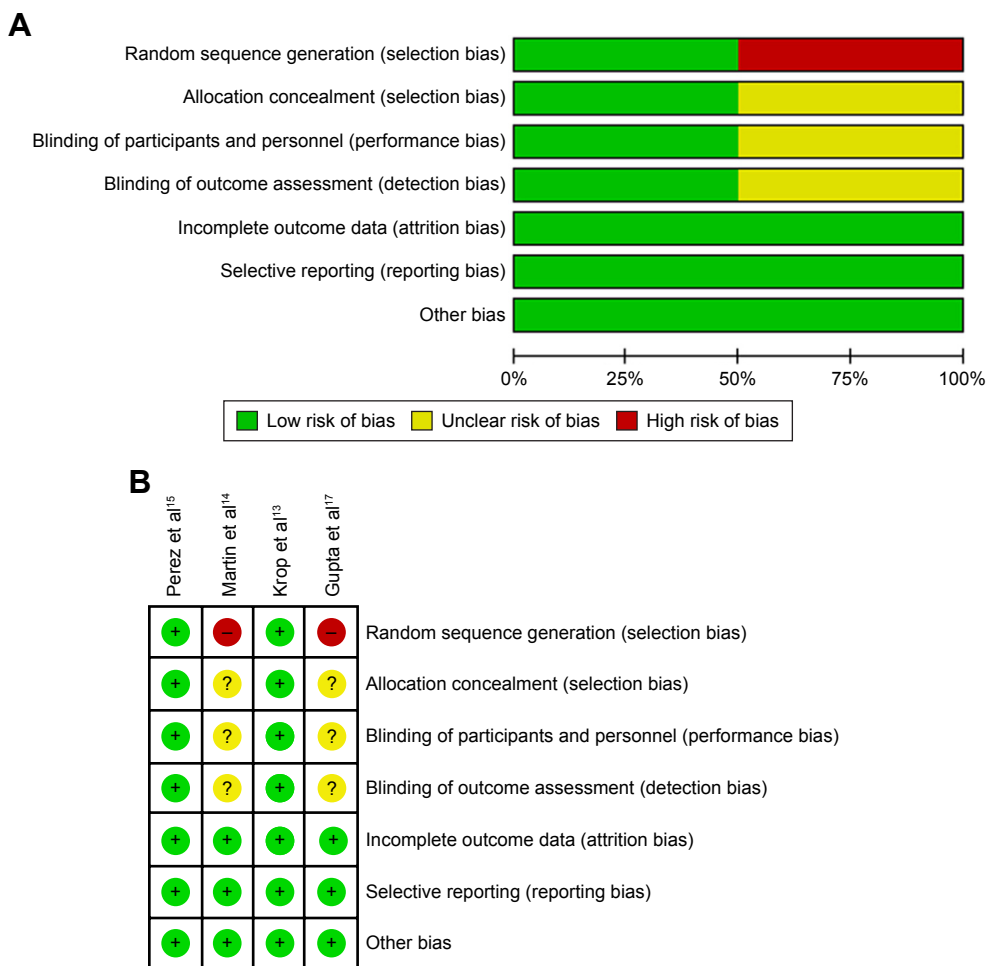 A
Random sequence generation (selection bias)
Allocation concealment (selection bias)
Blinding of participants and personnel (performance bias)
Blinding of outcome assessment (detection bias)
Incomplete outcome data (attrition bias)
Selective reporting (reporting bias)
Other bias
0% 25% 50% 75% 100%
Low risk of bias Unclear risk of bias High risk of bias
B
Perez et al¹⁵
Martin et al¹⁴
Krop et al¹³
Gupta et al¹⁷
+ – + – Random sequence generation (selection bias)
+ ? + ? Allocation concealment (selection bias)
+ ? + ? Blinding of participants and personnel (performance bias)
+ ? + ? Blinding of outcome assessment (detection bias)
+ + + + Incomplete outcome data (attrition bias)
+ + + + Selective reporting (reporting bias)
+ + + + Other bias